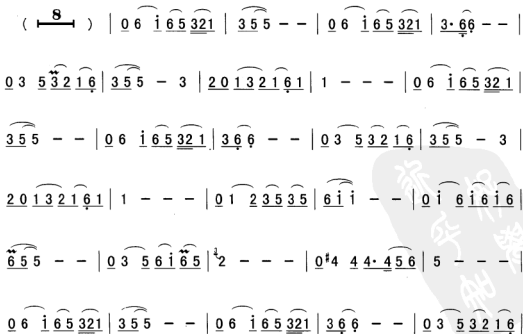 ( 8 ) | 0 6 i 6 5 3 2 1 | 3 5 5 - - | 0 6 i 6 5 3 2 1 | 3· 6 6 - - |
0 3 5 3 2 1 6 | 3 5 5 - 3 | 2 0 1 3 2 1 6 1 | 1 - - - | 0 6 i 6 5 3 2 1 |
3 5 5 - - | 0 6 i 6 5 3 2 1 | 3 6 6 - - | 0 3 5 3 2 1 6 | 3 5 5 - 3 |
2 0 1 3 2 1 6 1 | 1 - - - | 0 1 2 3 5 3 5 | 6 i i - - | 0 i 6 i 6 i 6 |
6 5 5 - - | 0 3 5 6 i 6 5 | 2 - - - | 0 #4 4 4· 4 5 6 | 5 - - - |
0 6 i 6 5 3 2 1 | 3 5 5 - - | 0 6 i 6 5 3 2 1 | 3 6 6 - - | 0 3 5 3 2 1 6 |